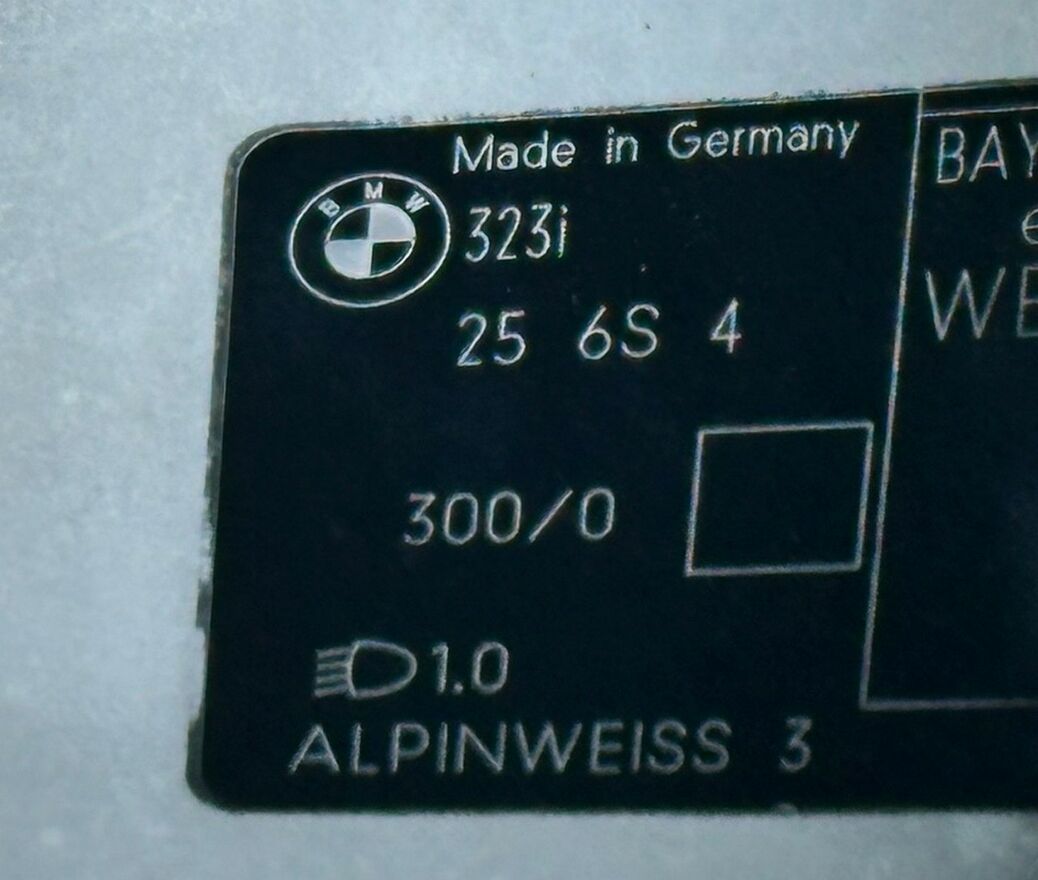 Made in Germany
BMW
323i
25 6S 4
300/0
1.0
ALPINWEISS 3
BAY
e
WE